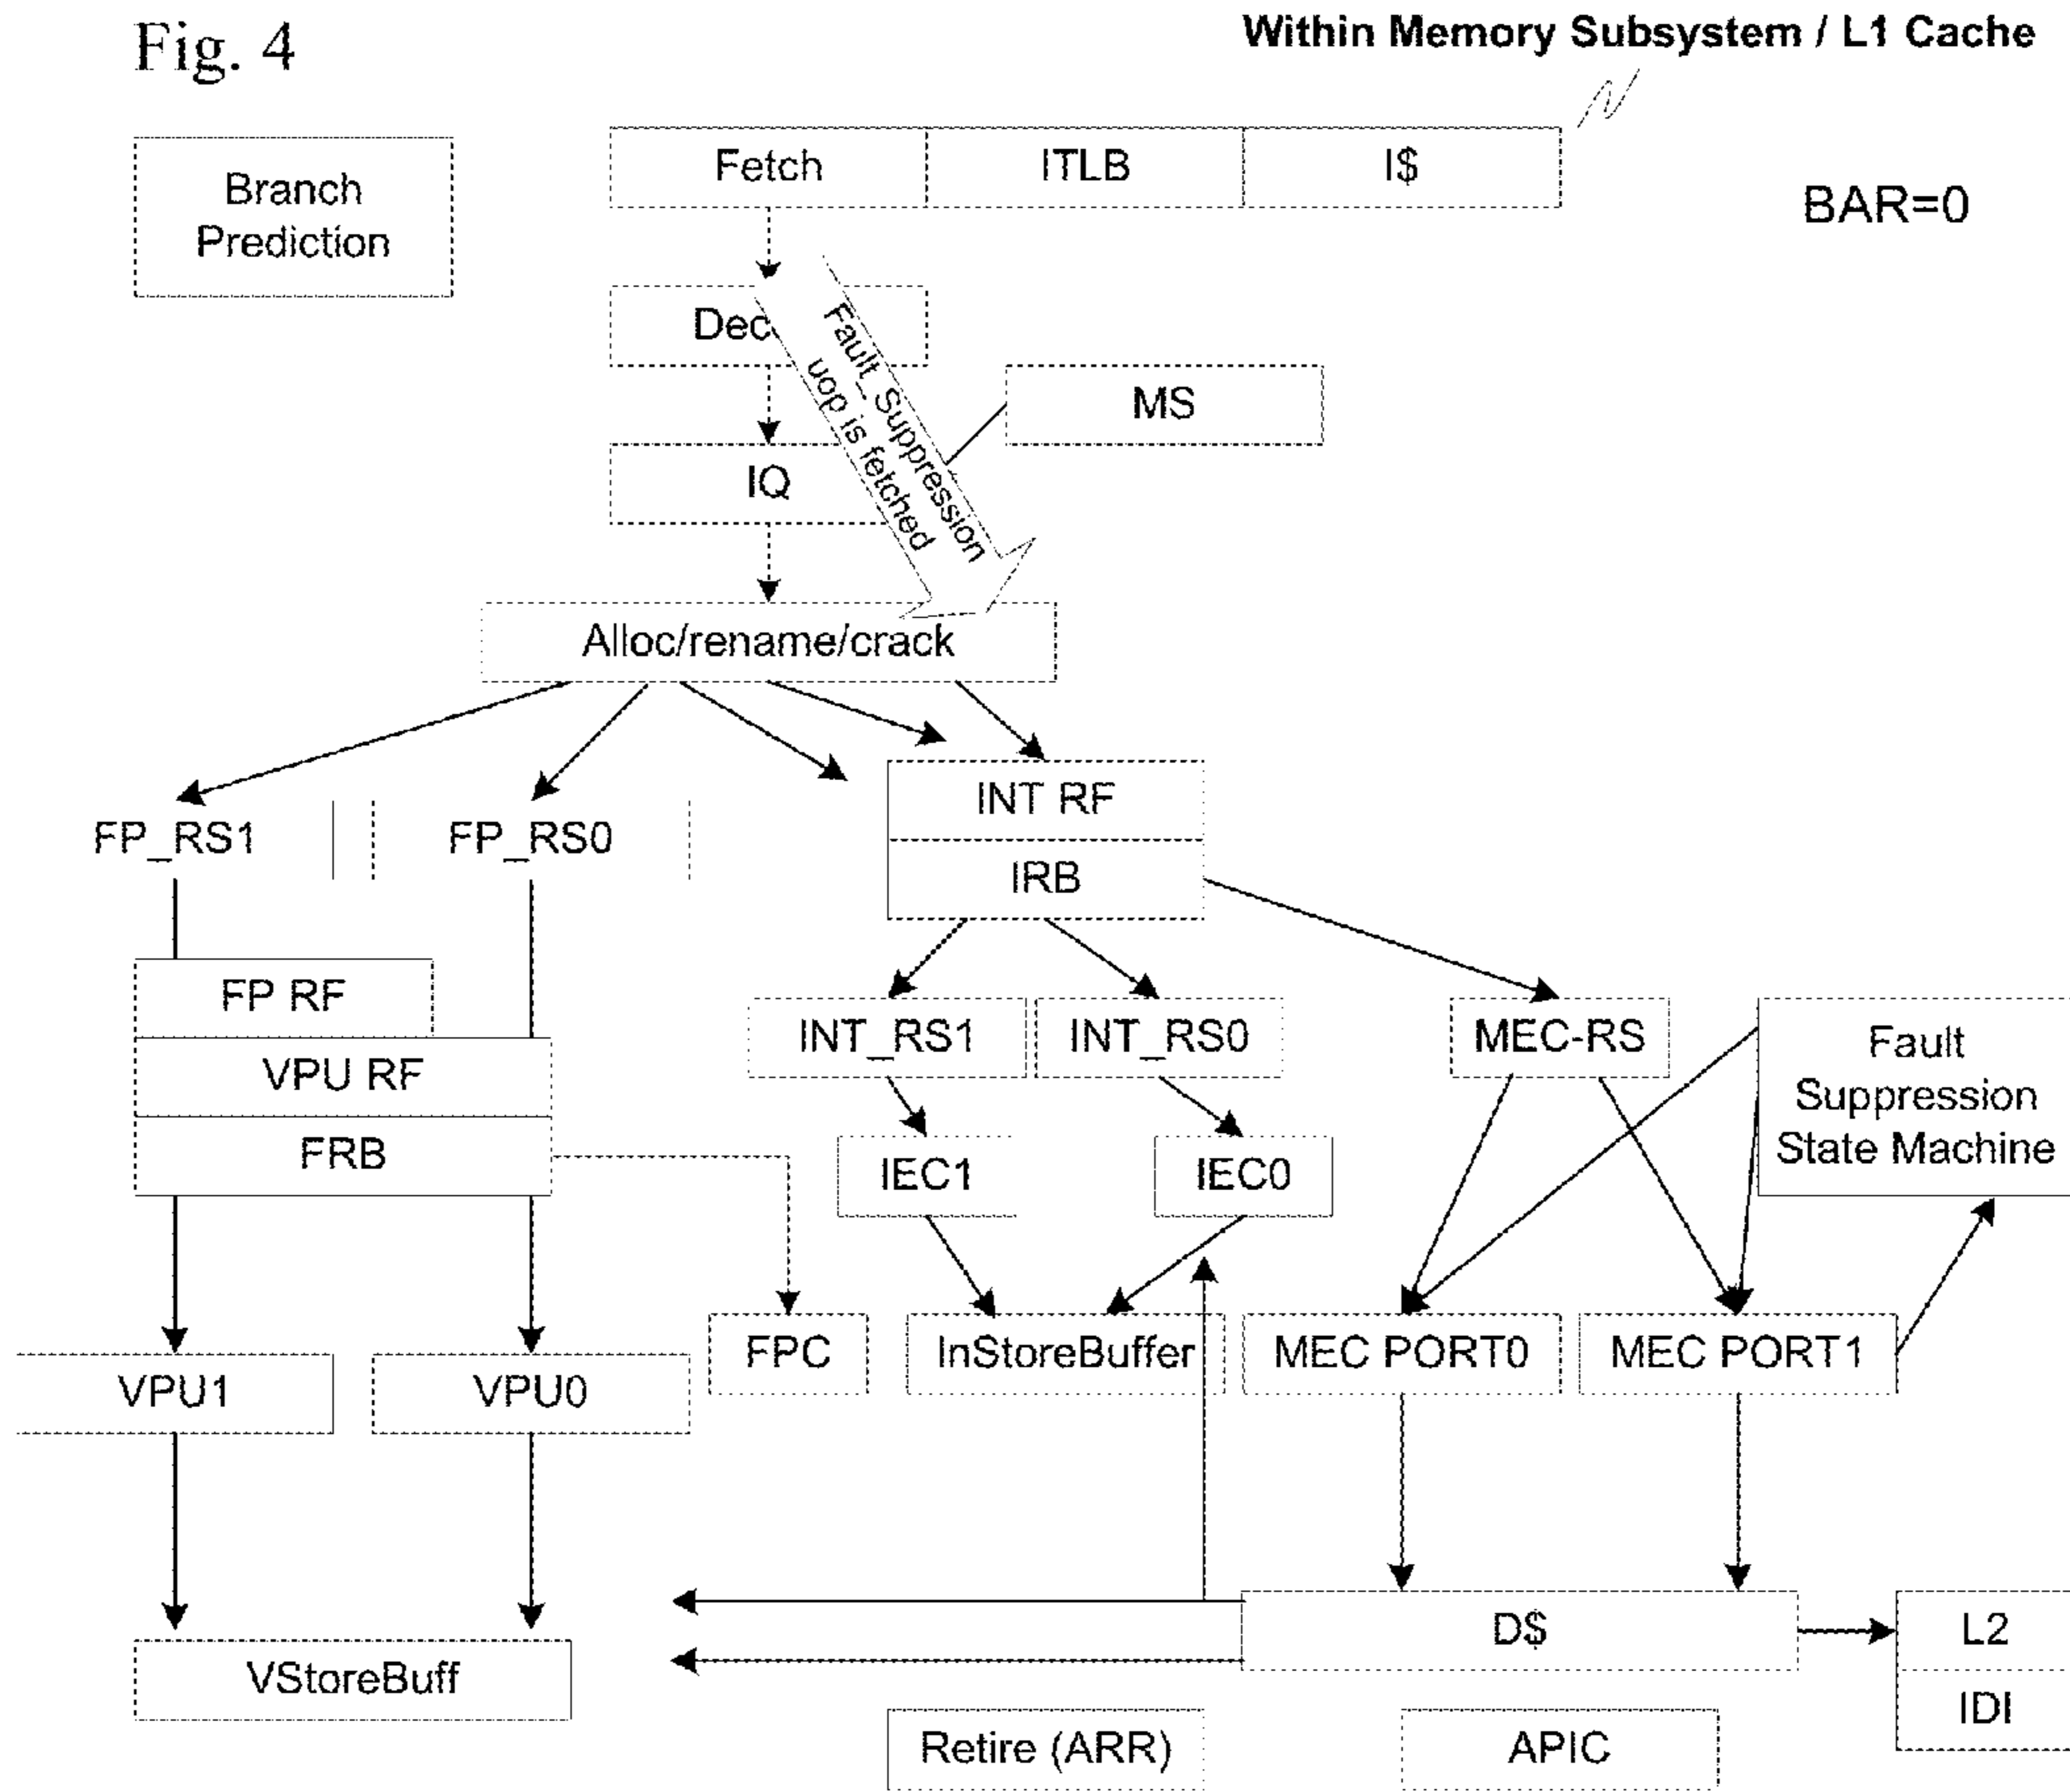 Fig. 4
Within Memory Subsystem / L1 Cache
Branch
Prediction
Fetch
ITLB
I$
BAR=0
Dec
Fault_Suppression
uop is fetched
MS
IQ
Alloc/rename/crack
FP_RS1
FP_RS0
INT RF
IRB
FP RF
VPU RF
FRB
INT_RS1
INT_RS0
MEC-RS
Fault
Suppression
State Machine
IEC1
IEC0
FPC
InStoreBuffer
MEC PORT0
MEC PORT1
VPU1
VPU0
VStoreBuff
D$
L2
IDI
Retire (ARR)
APIC